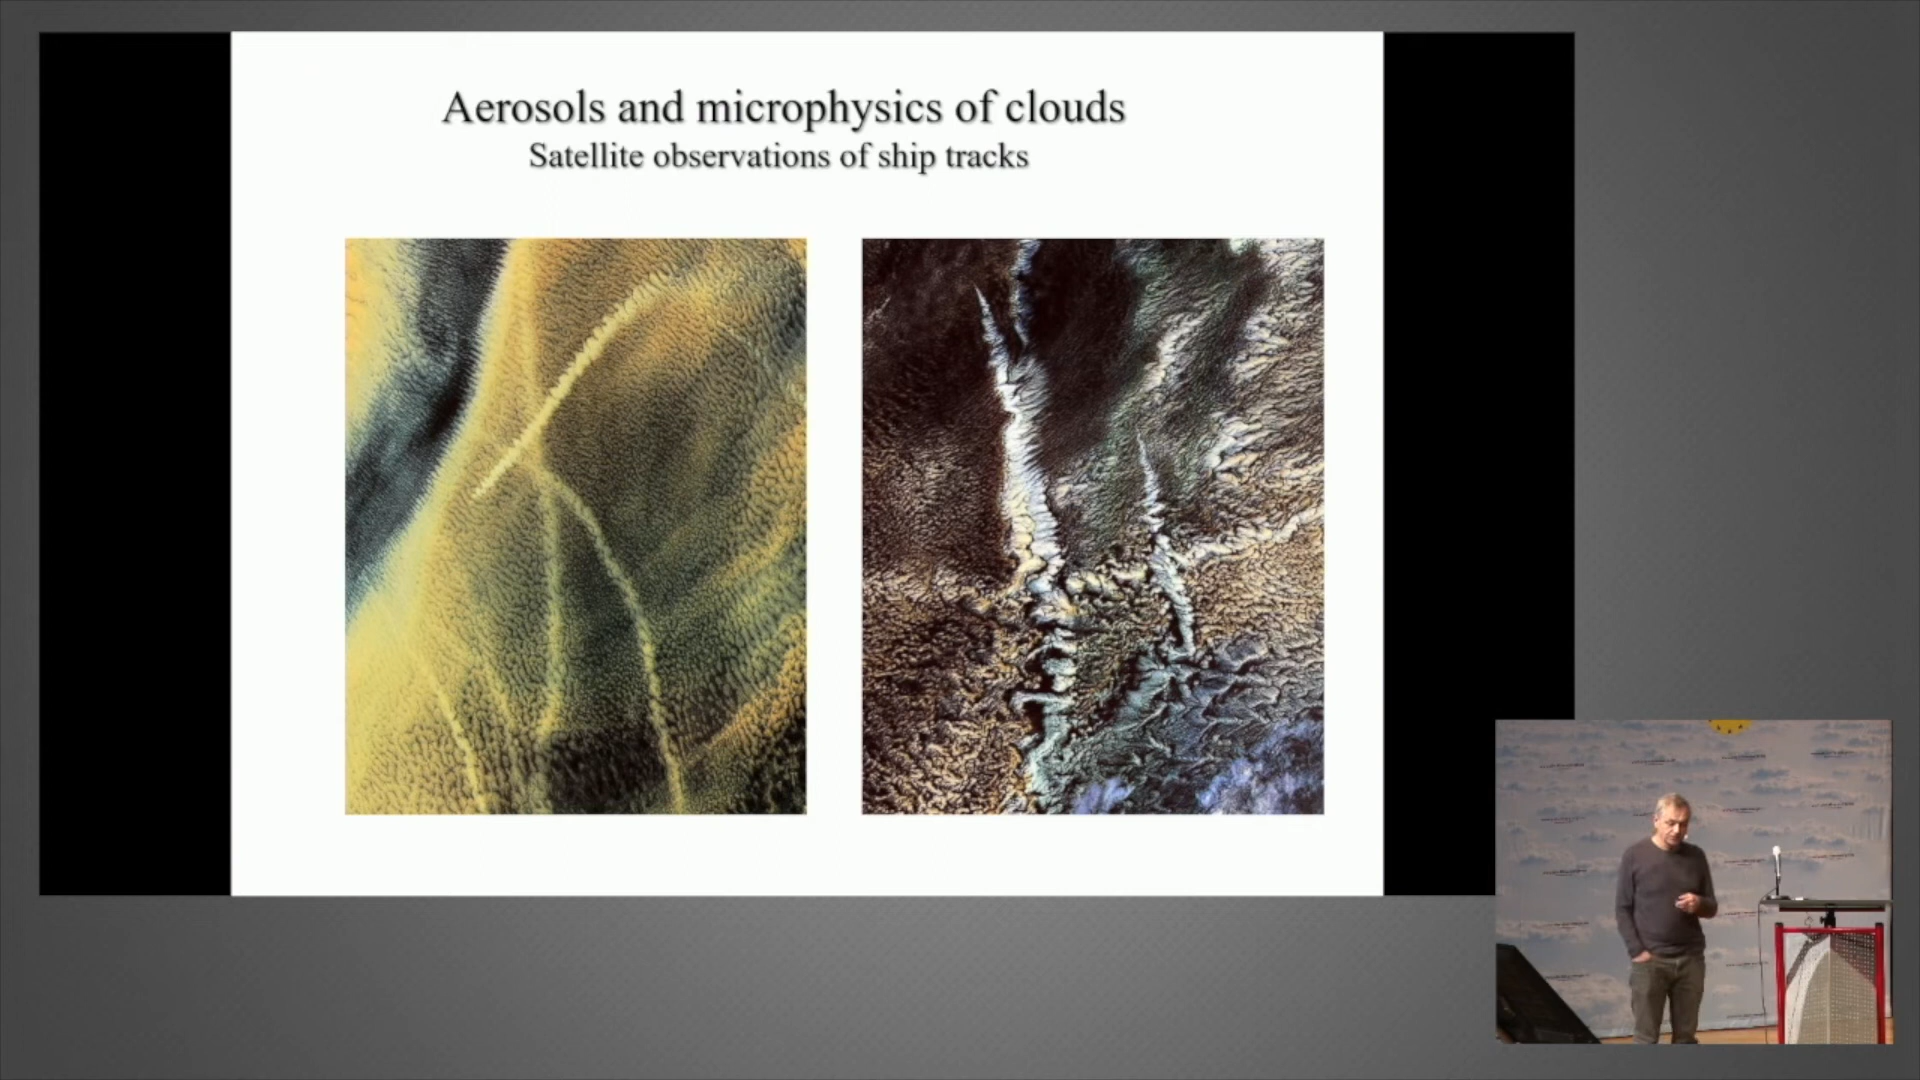 Aerosols and microphysics of clouds
Satellite observations of ship tracks